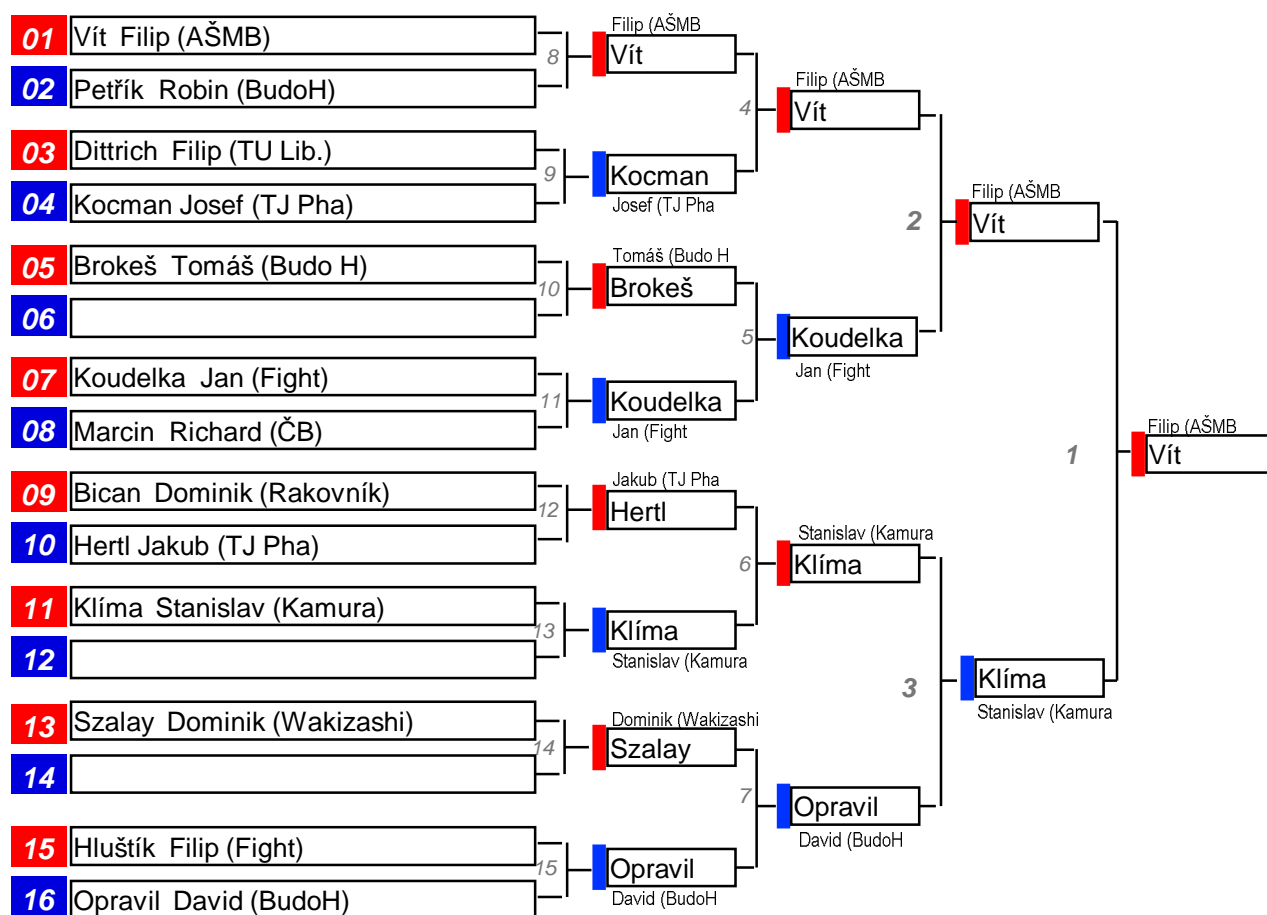 01 Vít Filip (AŠMB)
02 Petřík Robin (BudoH)
03 Dittrich Filip (TU Lib.)
04 Kocman Josef (TJ Pha)
05 Brokeš Tomáš (Budo H)
06
07 Koudelka Jan (Fight)
08 Marcin Richard (ČB)
09 Bican Dominik (Rakovník)
10 Hertl Jakub (TJ Pha)
11 Klíma Stanislav (Kamura)
12
13 Szalay Dominik (Wakizashi)
14
15 Hluštík Filip (Fight)
16 Opravil David (BudoH)
8
9
10
11
12
13
14
15
Filip (AŠMB
Vít
Kocman
Josef (TJ Pha
Tomáš (Budo H
Brokeš
Koudelka
Jan (Fight
Jakub (TJ Pha
Hertl
Klíma
Stanislav (Kamura
Dominik (Wakizashi
Szalay
Opravil
David (BudoH
4
5
6
7
Filip (AŠMB
Vít
Koudelka
Jan (Fight
Stanislav (Kamura
Klíma
Opravil
David (BudoH
2
3
Filip (AŠMB
Vít
Klíma
Stanislav (Kamura
1
Filip (AŠMB
Vít